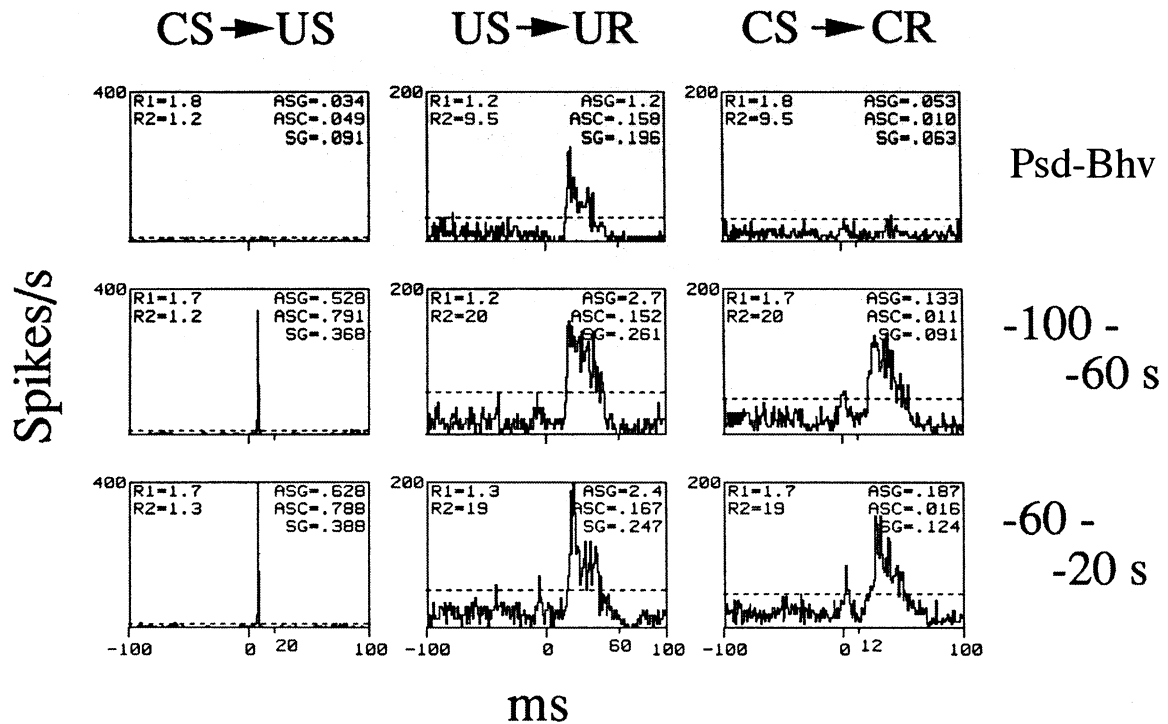 CS → US US → UR CS → CR
400 R1=1.8 ASG=.034
R2=1.2 ASC=.049
SG=.091
200 R1=1.2 ASG=1.2
R2=9.5 ASC=.158
SG=.196
200 R1=1.8 ASG=.053
R2=9.5 ASC=.010
SG=.063
Psd-Bhv
Spikes/s
400 R1=1.7 ASG=.528
R2=1.2 ASC=.791
SG=.368
200 R1=1.2 ASG=2.7
R2=20 ASC=.152
SG=.261
200 R1=1.7 ASG=.133
R2=20 ASC=.011
SG=.091
-100 -
-60 s
400 R1=1.7 ASG=.628
R2=1.3 ASC=.788
SG=.388
200 R1=1.3 ASG=2.4
R2=19 ASC=.167
SG=.247
200 R1=1.7 ASG=.187
R2=19 ASC=.016
SG=.124
-60 -
-20 s
-100 0 20 100 -100 0 60 100 -100 0 12 100
ms